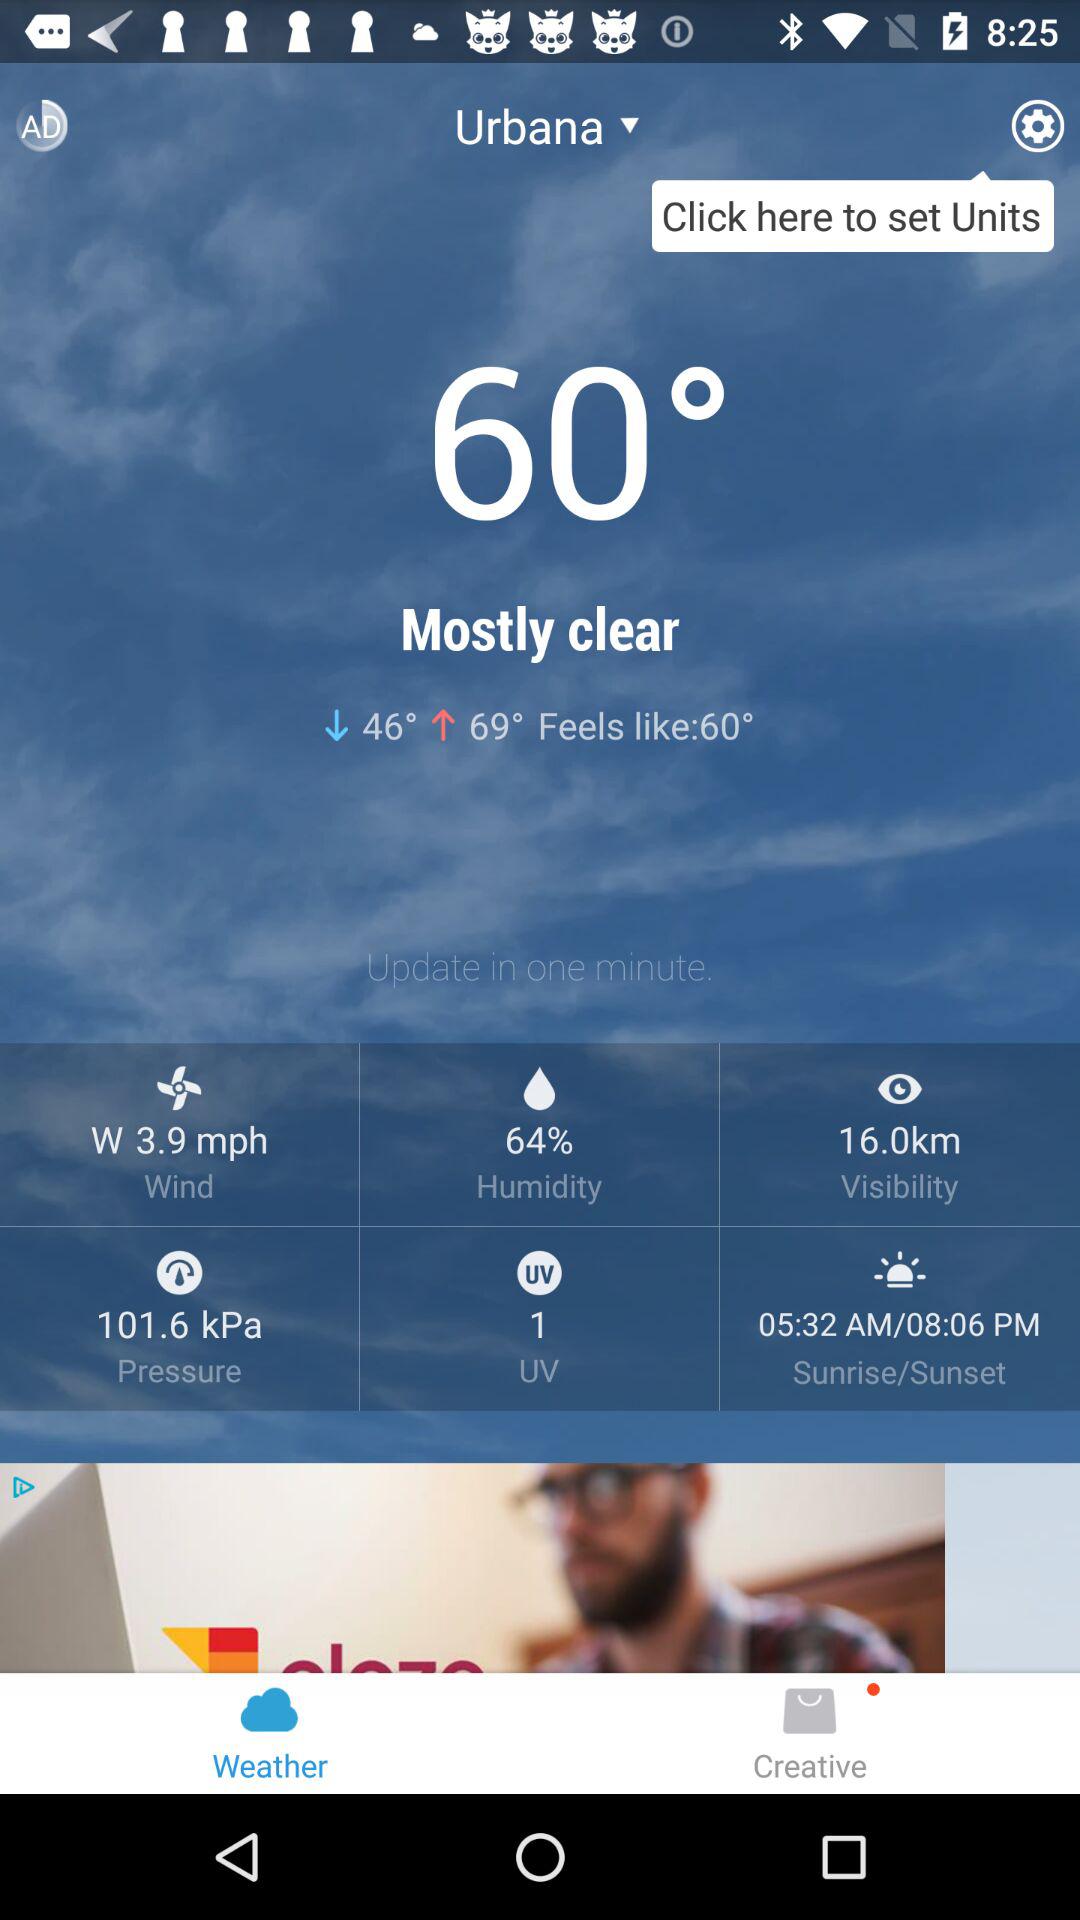 8:25
AD
Urbana
Click here to set Units
60°
Mostly clear
46° 69° Feels like:60°
Update in one minute.
W 3.9 mph
Wind
64%
Humidity
16.0km
Visibility
101.6 kPa
Pressure
UV
1
UV
05:32 AM/08:06 PM
Sunrise/Sunset
Weather
Creative